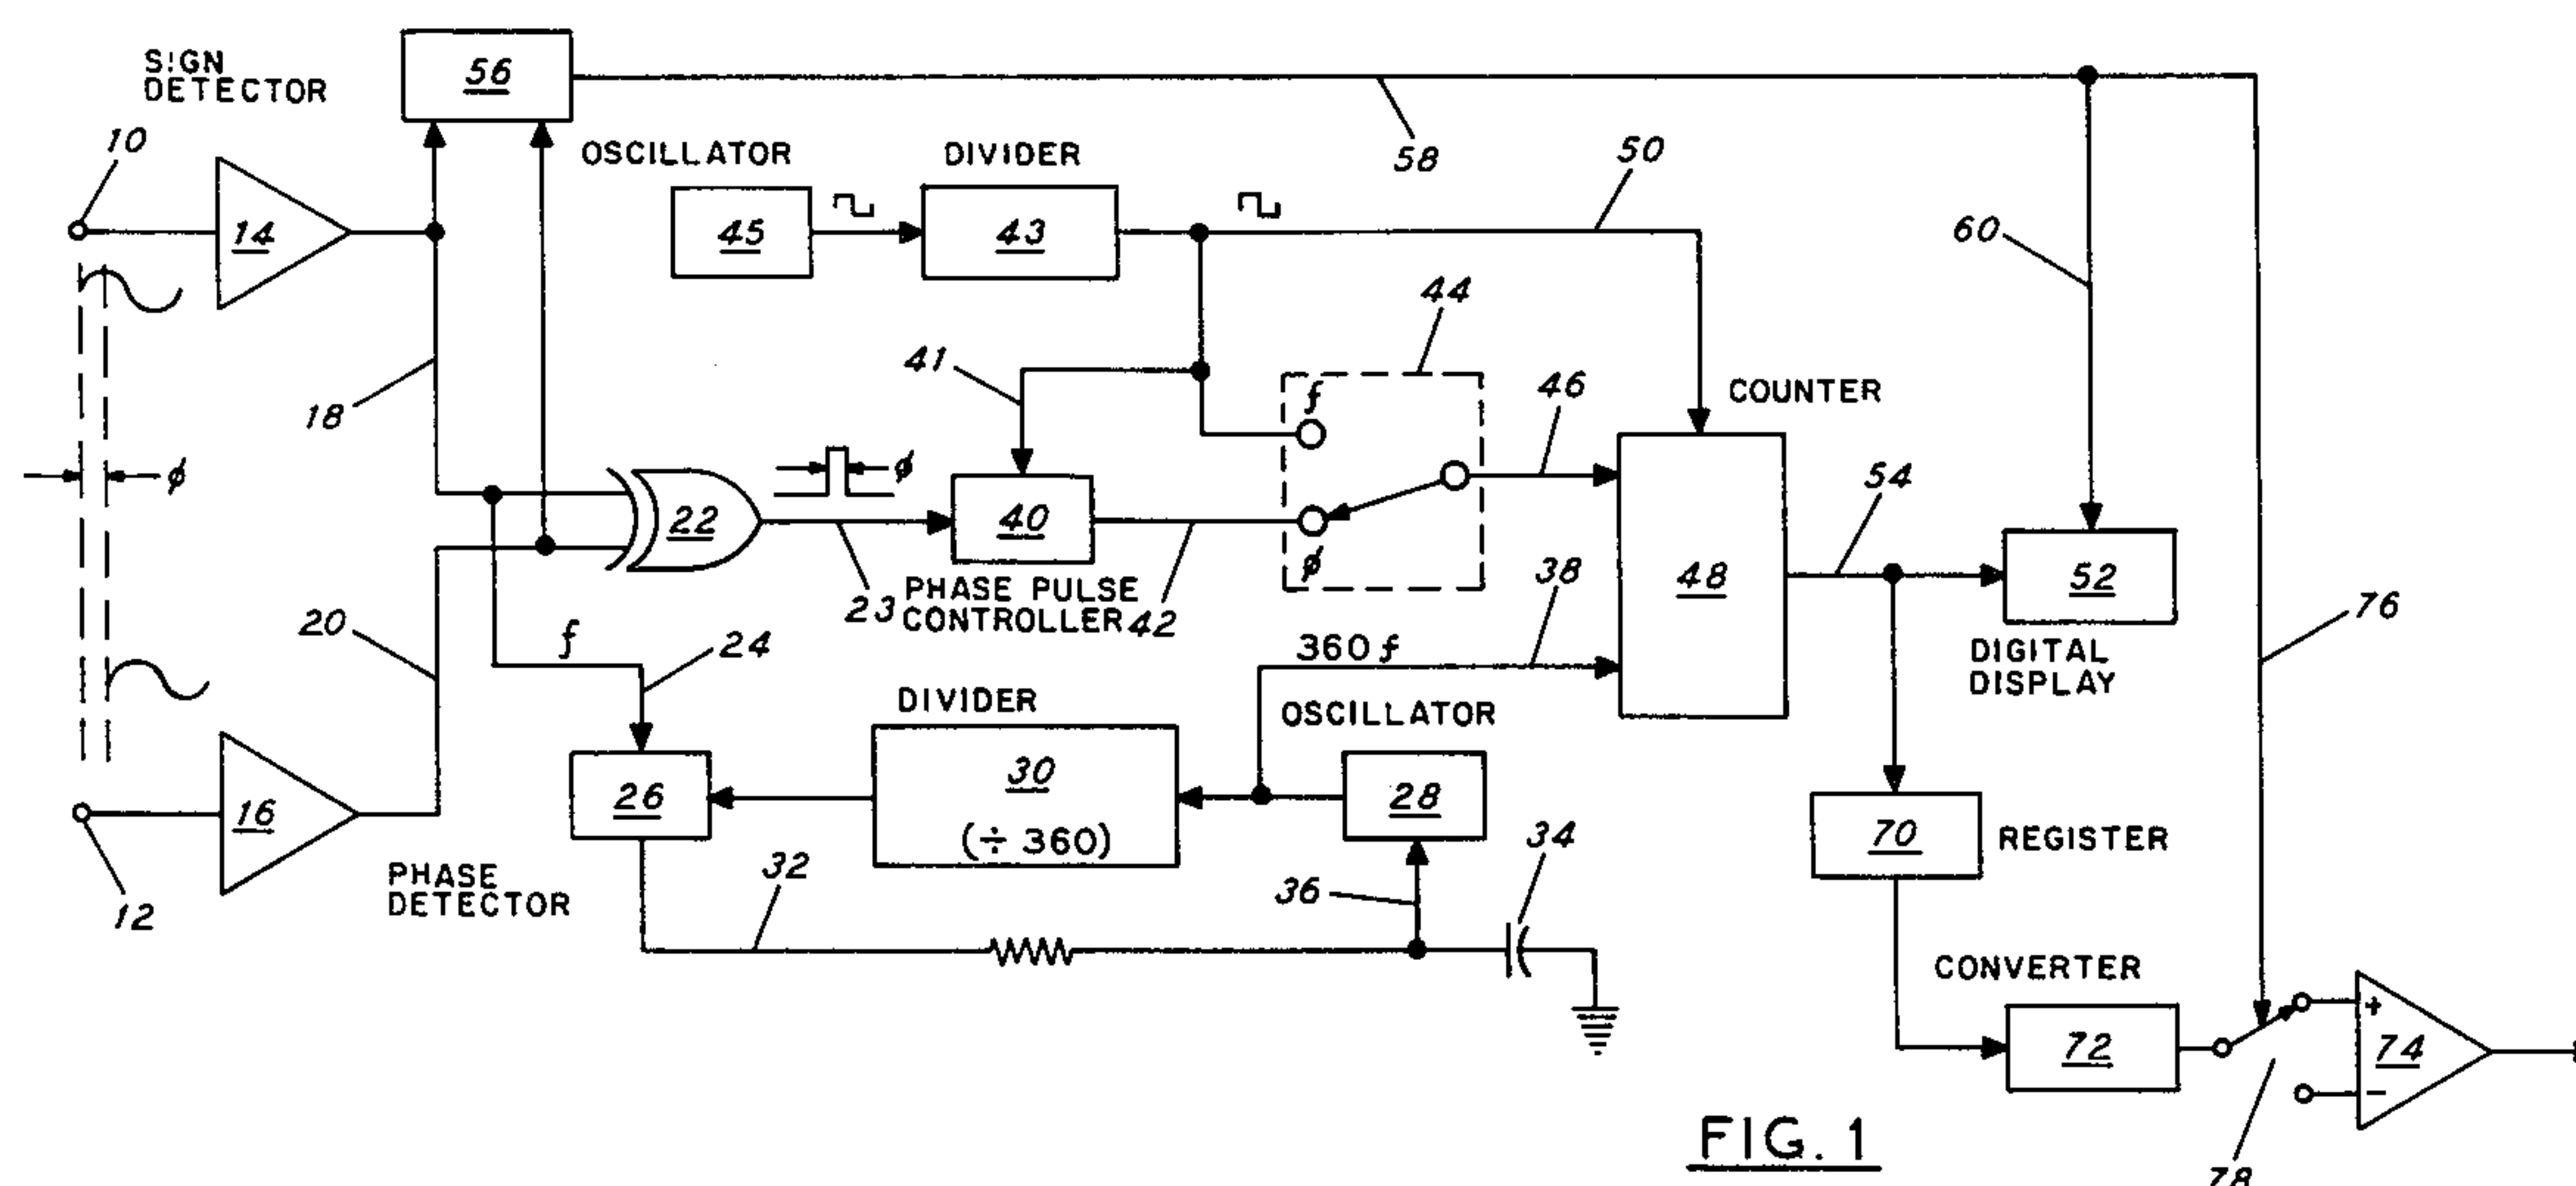 SIGN
DETECTOR
56
10
OSCILLATOR
DIVIDER
58
50
14
45
43
60
44
41
f
46
COUNTER
18
ϕ
22
ϕ
40
ϕ
48
54
52
76
23
PHASE PULSE
CONTROLLER
42
38
20
f
24
360 f
DIGITAL
DISPLAY
DIVIDER
OSCILLATOR
16
26
30
(÷ 360)
28
34
70
REGISTER
12
PHASE
DETECTOR
32
36
CONVERTER
72
+
74
−
FIG. 1
78